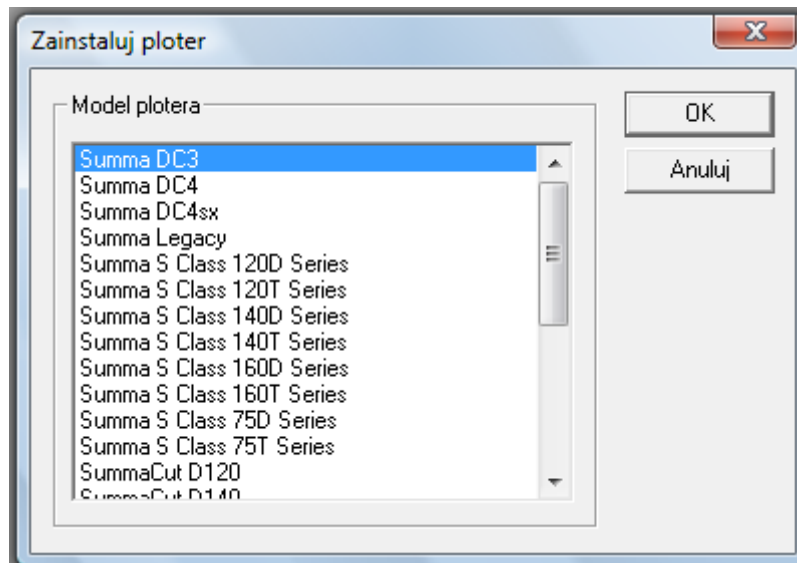 Zainstaluj ploter
Model plotera
Summa DC3
Summa DC4
Summa DC4sx
Summa Legacy
Summa S Class 120D Series
Summa S Class 120T Series
Summa S Class 140D Series
Summa S Class 140T Series
Summa S Class 160D Series
Summa S Class 160T Series
Summa S Class 75D Series
Summa S Class 75T Series
SummaCut D120
SummaCut D140
OK
Anuluj